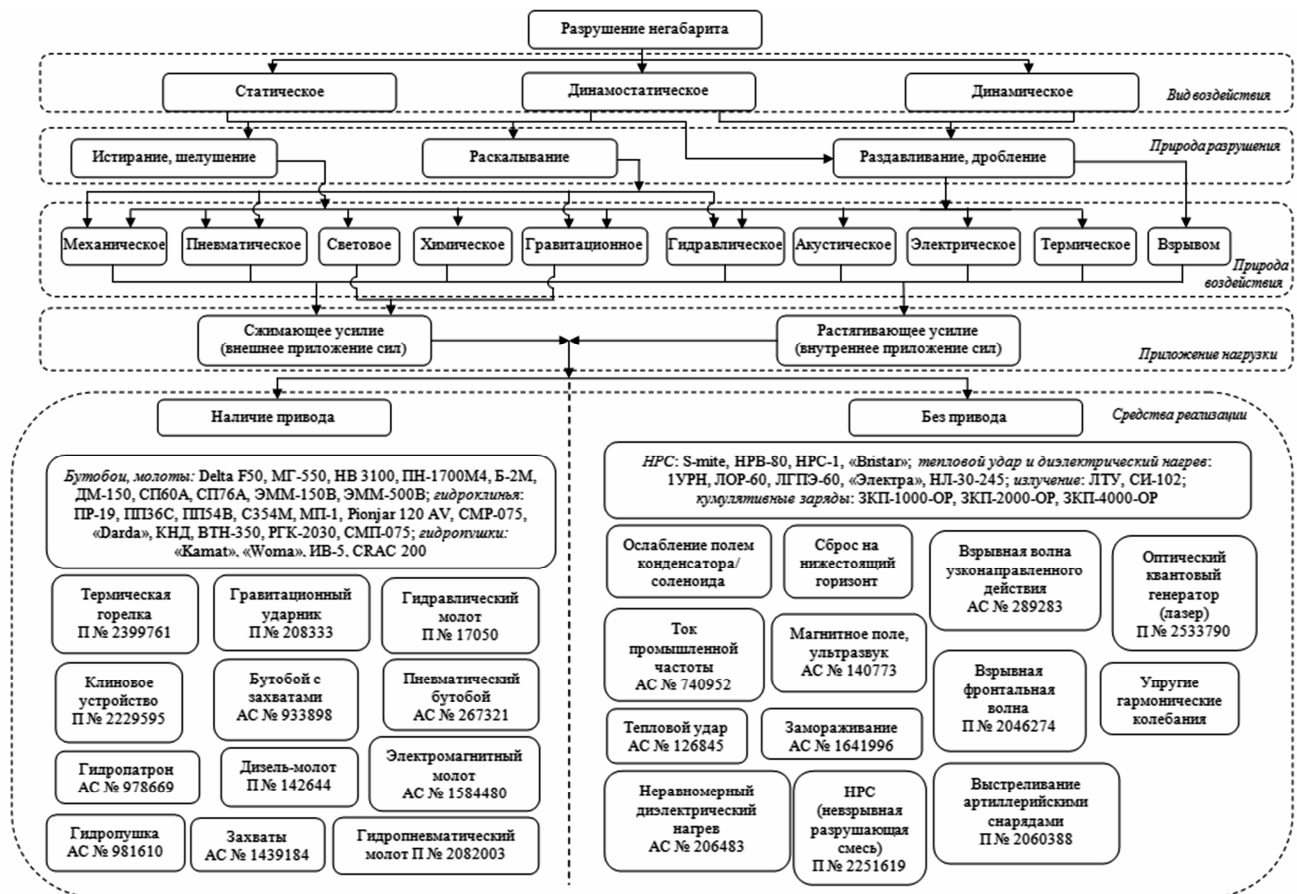 Разрушение негабарита
Статическое
Динамостатическое
Динамическое
Вид воздействия
Истирание, шелушение
Раскалывание
Раздавливание, дробление
Природа разрушения
Механическое
Пневматическое
Световое
Химическое
Гравитационное
Гидравлическое
Акустическое
Электрическое
Термическое
Взрывом
Природа
воздействия
Сжимающее усилие
(внешнее приложение сил)
Растягивающее усилие
(внутреннее приложение сил)
Приложение нагрузки
Наличие привода
Без привода
Средства реализации
Бутобои, молоты: Delta F50, МГ-550, НВ 3100, ПН-1700М4, Б-2М,
ДМ-150, СП60А, СП76А, ЭММ-150В, ЭММ-500В; гидроклинья:
ПР-19, ПП36С, ПП54В, С354М, МП-1, Pionjar 120 AV, СМР-075,
«Darda», КНД, ВТН-350, РГК-2030, СМП-075; гидропушки:
«Kamat», «Woma», ИВ-5, CRAC 200
НРС: S-mite, НРВ-80, НРС-1, «Bristar»; тепловой удар и диэлектрический нагрев:
1УРН, ЛОР-60, ЛГПЭ-60, «Электра», НЛ-30-245; излучение: ЛТУ, СИ-102;
кумулятивные заряды: ЗКП-1000-ОР, ЗКП-2000-ОР, ЗКП-4000-ОР
Термическая
горелка
П № 2399761
Гравитационный
ударник
П № 208333
Гидравлический
молот
П № 17050
Клиновое
устройство
П № 2229595
Бутобой с
захватами
АС № 933898
Пневматический
бутобой
АС № 267321
Гидропатрон
АС № 978669
Дизель-молот
П № 142644
Электромагнитный
молот
АС № 1584480
Гидропушка
АС № 981610
Захваты
АС № 1439184
Гидропневматический
молот П № 2082003
Ослабление полем
конденсатора/
соленоида
Сброс на
нижестоящий
горизонт
Взрывная волна
узконаправленного
действия
АС № 289283
Оптический
квантовый
генератор
(лазер)
П № 2533790
Ток
промышленной
частоты
АС № 740952
Магнитное поле,
ультразвук
АС № 140773
Взрывная
фронтальная
волна
П № 2046274
Упругие
гармонические
колебания
Тепловой удар
АС № 126845
Замораживание
АС № 1641996
Неравномерный
диэлектрический
нагрев
АС № 206483
НРС
(невзрывная
разрушающая
смесь)
П № 2251619
Выстреливание
артиллерийскими
снарядами
П № 2060388